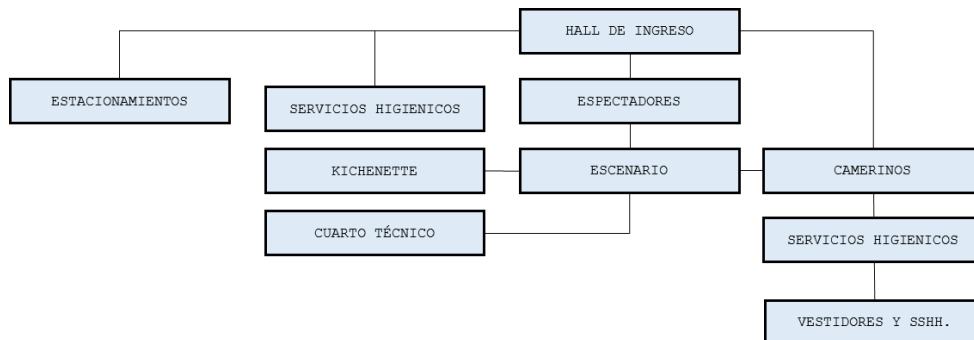 HALL DE INGRESO
ESTACIONAMIENTOS
SERVICIOS HIGIENICOS
ESPECTADORES
KICHENETTE
ESCENARIO
CAMERINOS
CUARTO TÉCNICO
SERVICIOS HIGIENICOS
VESTIDORES Y SSHH.